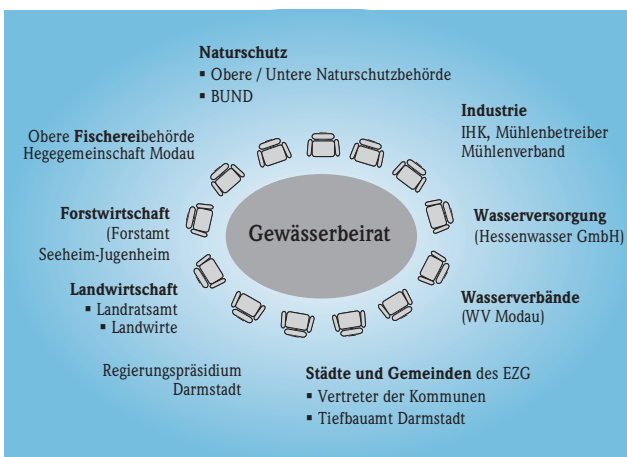 Naturschutz
▪ Obere / Untere Naturschutzbehörde
▪ BUND
Industrie
IHK, Mühlenbetreiber
Mühlenverband
Obere Fischereibehörde
Hegegemeinschaft Modau
Forstwirtschaft
(Forstamt
Seeheim-Jugenheim
Gewässerbeirat
Wasserversorgung
(Hessenwasser GmbH)
Landwirtschaft
▪ Landratsamt
▪ Landwirte
Wasserverbände
(WV Modau)
Regierungspräsidium
Darmstadt
Städte und Gemeinden des EZG
▪ Vertreter der Kommunen
▪ Tiefbauamt Darmstadt